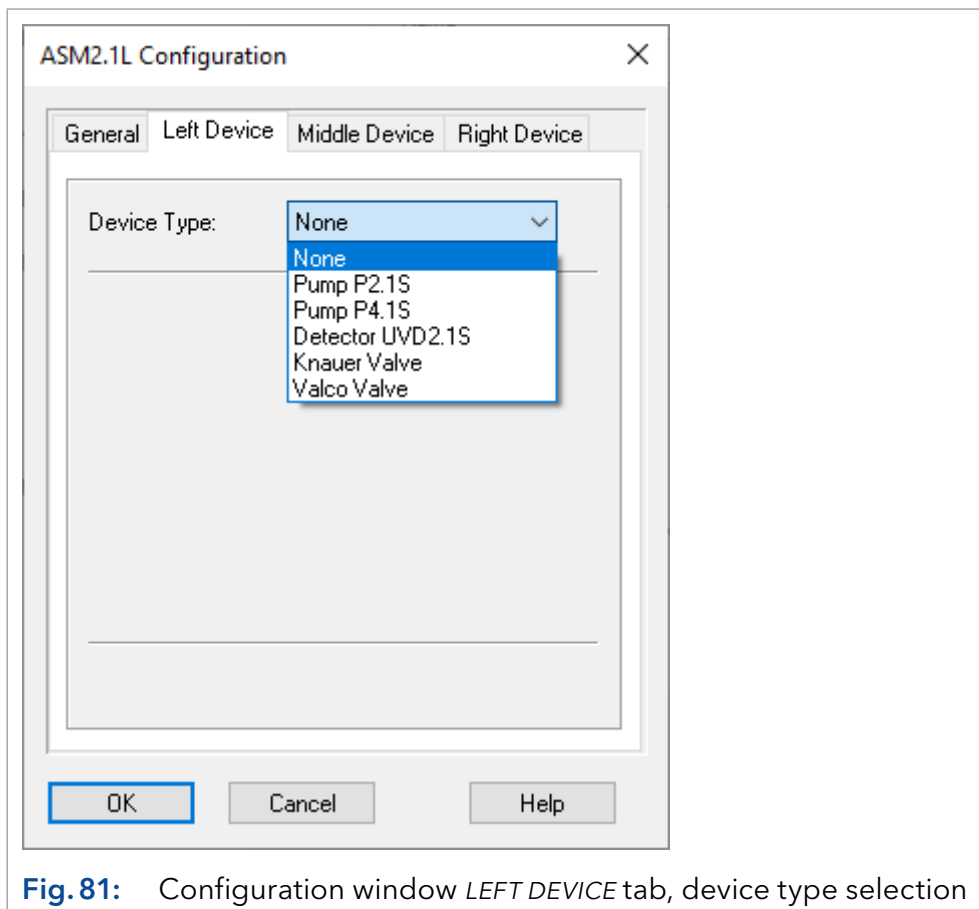 ASM2.1L Configuration
General Left Device Middle Device Right Device
Device Type: None
None
Pump P2.1S
Pump P4.1S
Detector UVD2.1S
Knauer Valve
Valco Valve
OK Cancel Help
Fig. 81: Configuration window LEFT DEVICE tab, device type selection